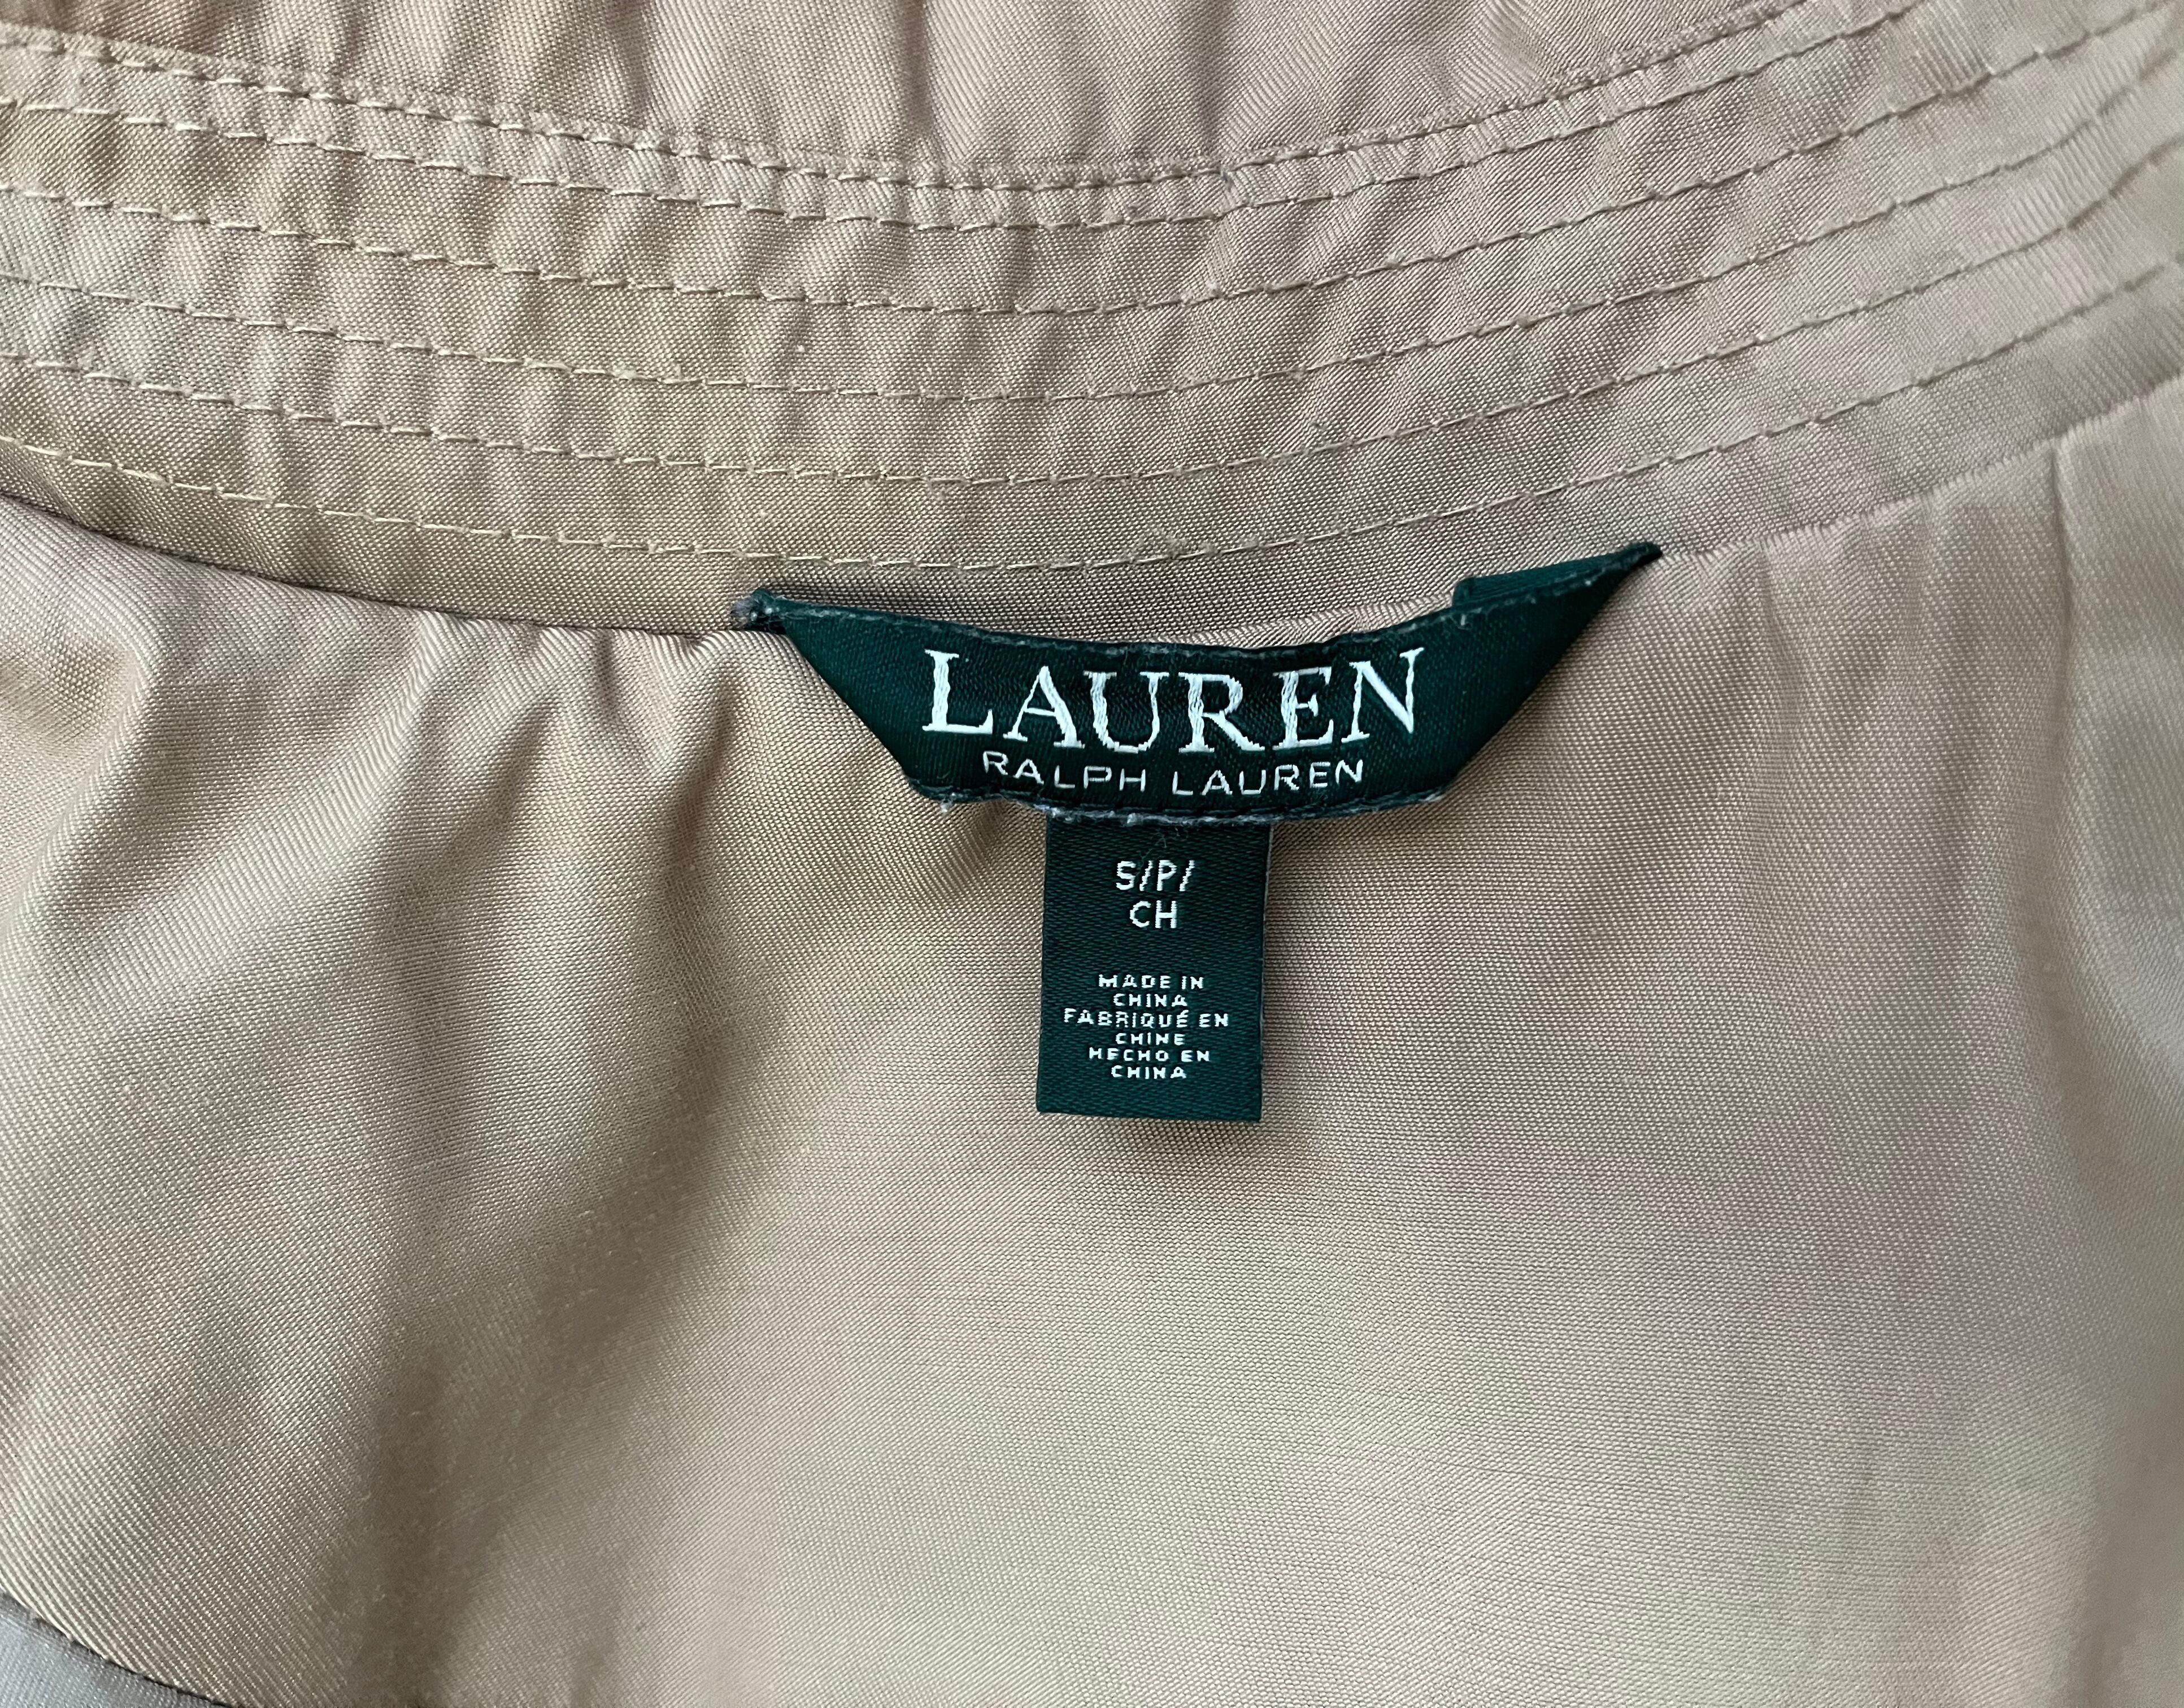 LAUREN
RALPH LAUREN
S/P/
CH
MADE IN
CHINA
FABRIQUÉ EN
CHINE
HECHO EN
CHINA